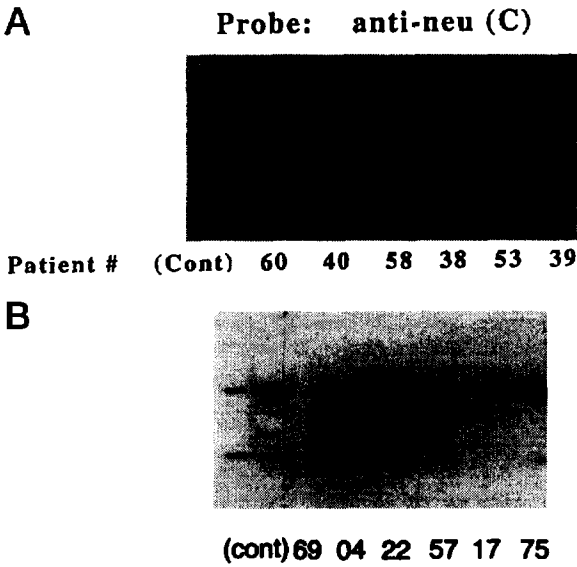 A
Probe: anti-neu (C)
Patient # (Cont) 60 40 58 38 53 39
B
(cont) 69 04 22 57 17 75